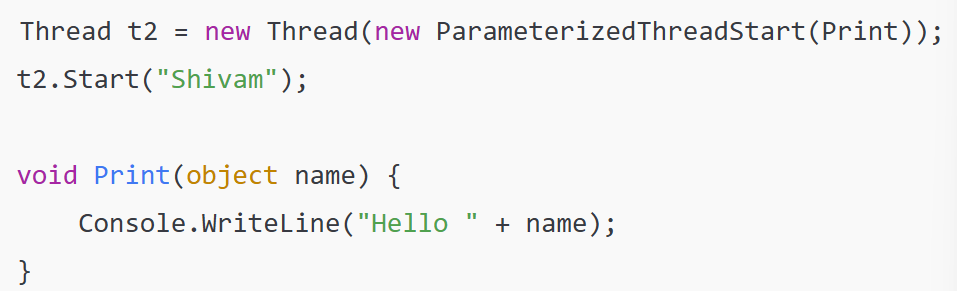 Thread t2 = new Thread(new ParameterizedThreadStart(Print));
t2.Start("Shivam");

void Print(object name) {
    Console.WriteLine("Hello " + name);
}